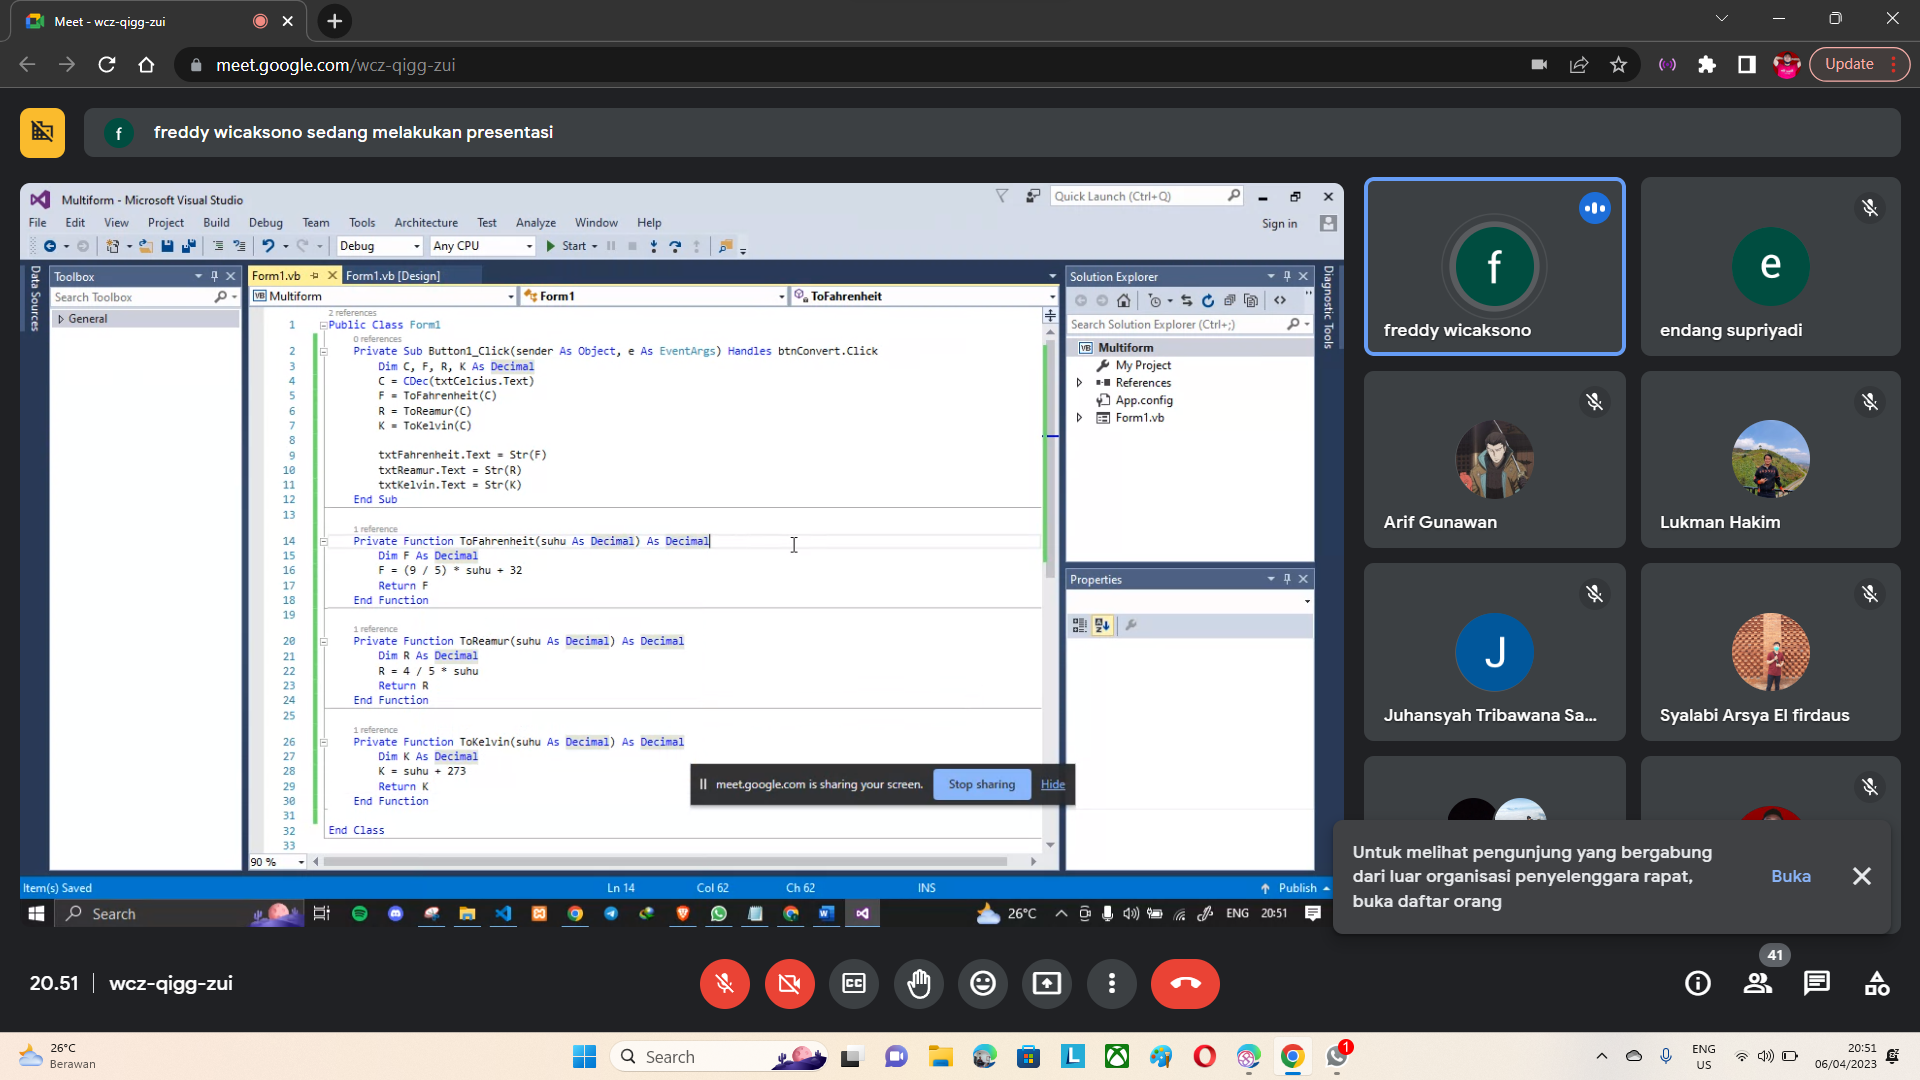 Meet - wcz-qigg-zui
meet.google.com/wcz-qigg-zui
Update
f freddy wicaksono sedang melakukan presentasi
Multiform - Microsoft Visual Studio
Quick Launch (Ctrl+Q)
File Edit View Project Build Debug Team Tools Architecture Test Analyze Window Help
Sign in
Debug Any CPU Start
Data Sources
Toolbox
Search Toolbox
General
Form1.vb Form1.vb [Design]
Multiform Form1 ToFahrenheit
2 references
1 Public Class Form1
0 references
2 Private Sub Button1_Click(sender As Object, e As EventArgs) Handles btnConvert.Click
3 Dim C, F, R, K As Decimal
4 C = CDec(txtCelcius.Text)
5 F = ToFahrenheit(C)
6 R = ToReamur(C)
7 K = ToKelvin(C)
8
9 txtFahrenheit.Text = Str(F)
10 txtReamur.Text = Str(R)
11 txtKelvin.Text = Str(K)
12 End Sub
13
1 reference
14 Private Function ToFahrenheit(suhu As Decimal) As Decimal
15 Dim F As Decimal
16 F = (9 / 5) * suhu + 32
17 Return F
18 End Function
19
1 reference
20 Private Function ToReamur(suhu As Decimal) As Decimal
21 Dim R As Decimal
22 R = 4 / 5 * suhu
23 Return R
24 End Function
25
1 reference
26 Private Function ToKelvin(suhu As Decimal) As Decimal
27 Dim K As Decimal
28 K = suhu + 273
29 Return K
30 End Function
31
32 End Class
33
90 %
meet.google.com is sharing your screen. Stop sharing Hide
Solution Explorer
Search Solution Explorer (Ctrl+;)
Multiform
My Project
References
App.config
Form1.vb
Properties
Diagnostic Tools
Item(s) Saved Ln 14 Col 62 Ch 62 INS Publish
Search 26°C ENG 20:51
f
freddy wicaksono
e
endang supriyadi
Arif Gunawan
Lukman Hakim
J
Juhansyah Tribawana Sa...
Syalabi Arsya El firdaus
Untuk melihat pengunjung yang bergabung
dari luar organisasi penyelenggara rapat,
buka daftar orang
Buka
20.51 wcz-qigg-zui
41
26°C
Berawan
Search
1
ENG
US
20:51
06/04/2023